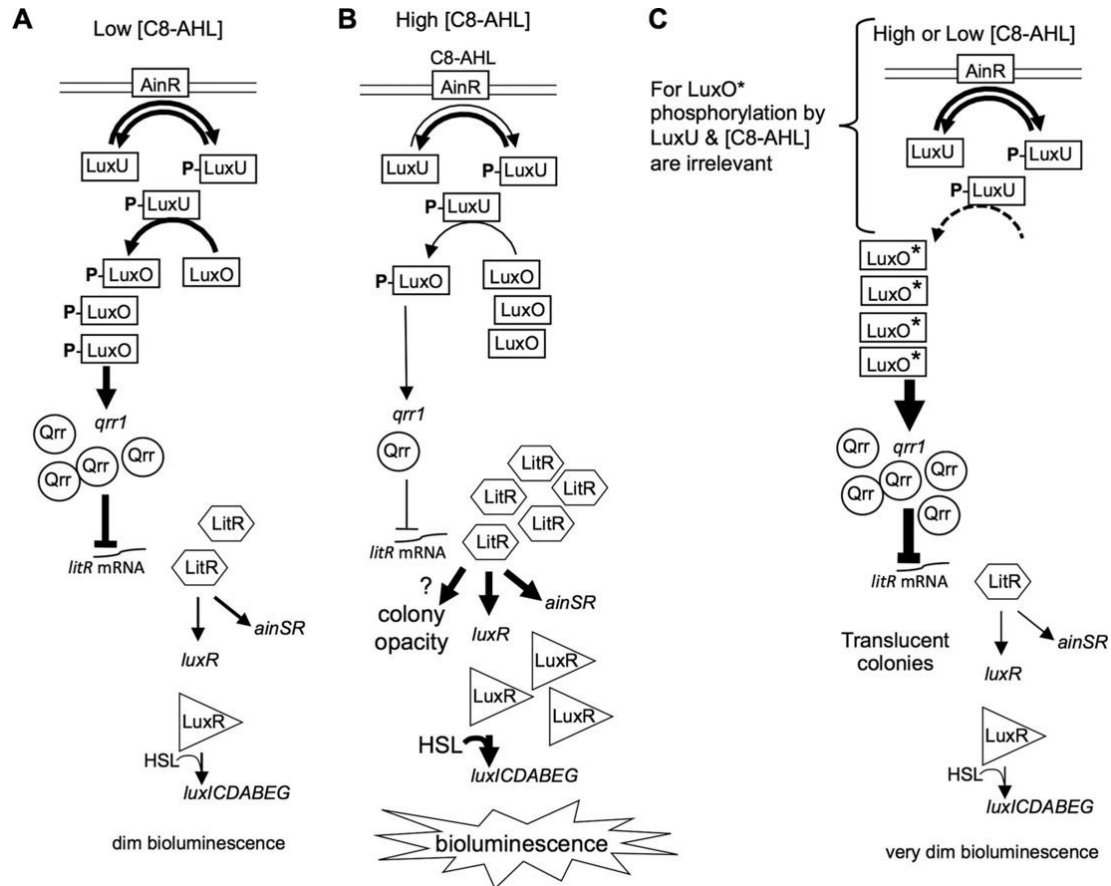 A
Low [C8-AHL]
AinR
LuxU
P-LuxU
P-LuxU
P-LuxO
LuxO
P-LuxO
P-LuxO
qrr1
Qrr
Qrr
Qrr
Qrr
litR mRNA
LitR
LitR
ainSR
luxR
LuxR
HSL
luxICDABEG
dim bioluminescence
B
High [C8-AHL]
C8-AHL
AinR
LuxU
P-LuxU
P-LuxU
P-LuxO
LuxO
LuxO
LuxO
qrr1
Qrr
litR mRNA
LitR
LitR
LitR
LitR
LitR
?
colony
opacity
luxR
ainSR
LuxR
LuxR
LuxR
HSL
luxICDABEG
bioluminescence
C
High or Low [C8-AHL]
For LuxO*
phosphorylation by
LuxU & [C8-AHL]
are irrelevant
AinR
LuxU
P-LuxU
P-LuxU
LuxO*
LuxO*
LuxO*
LuxO*
qrr1
Qrr
Qrr
Qrr
Qrr
Qrr
litR mRNA
LitR
Translucent
colonies
ainSR
luxR
LuxR
HSL
luxICDABEG
very dim bioluminescence